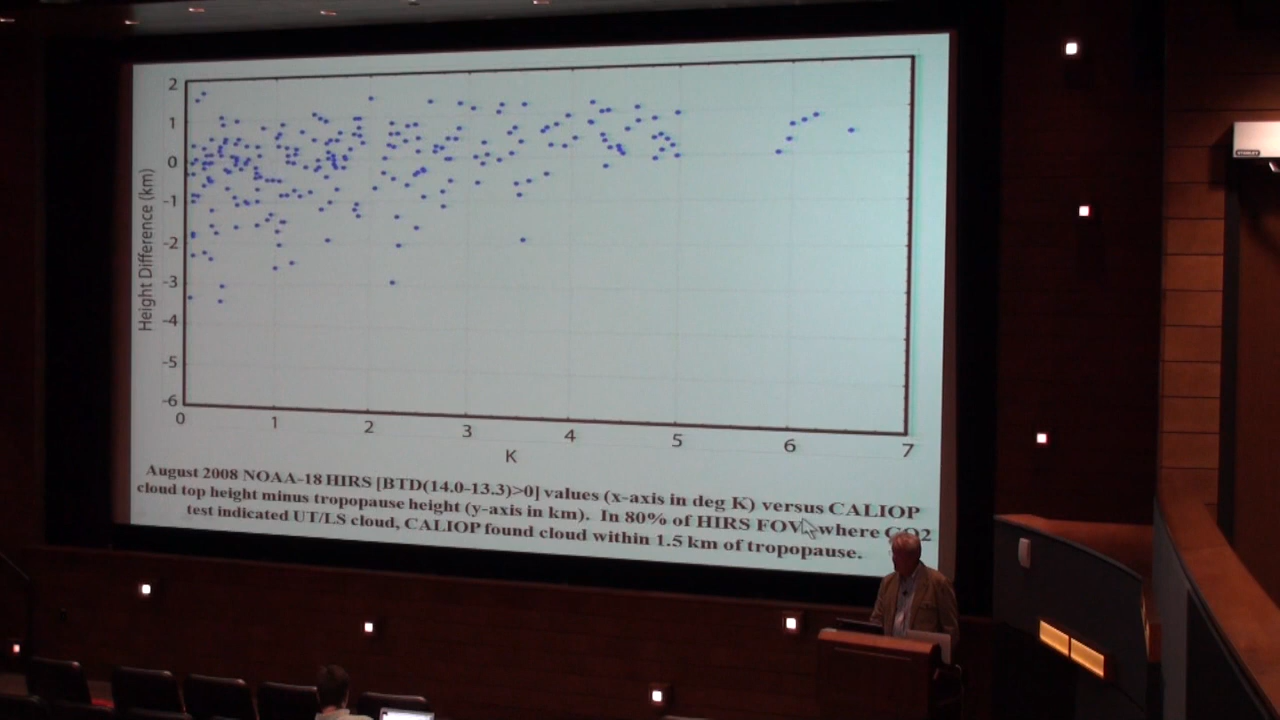 2
1
0
-1
-2
-3
-4
-5
-6
Height Difference (km)
0 1 2 3 4 5 6 7
K
August 2008 NOAA-18 HIRS [BTD(14.0-13.3)>0] values (x-axis in deg K) versus CALIOP
cloud top height minus tropopause height (y-axis in km). In 80% of HIRS FOVs where CO2
test indicated UT/LS cloud, CALIOP found cloud within 1.5 km of tropopause.
STANLEY